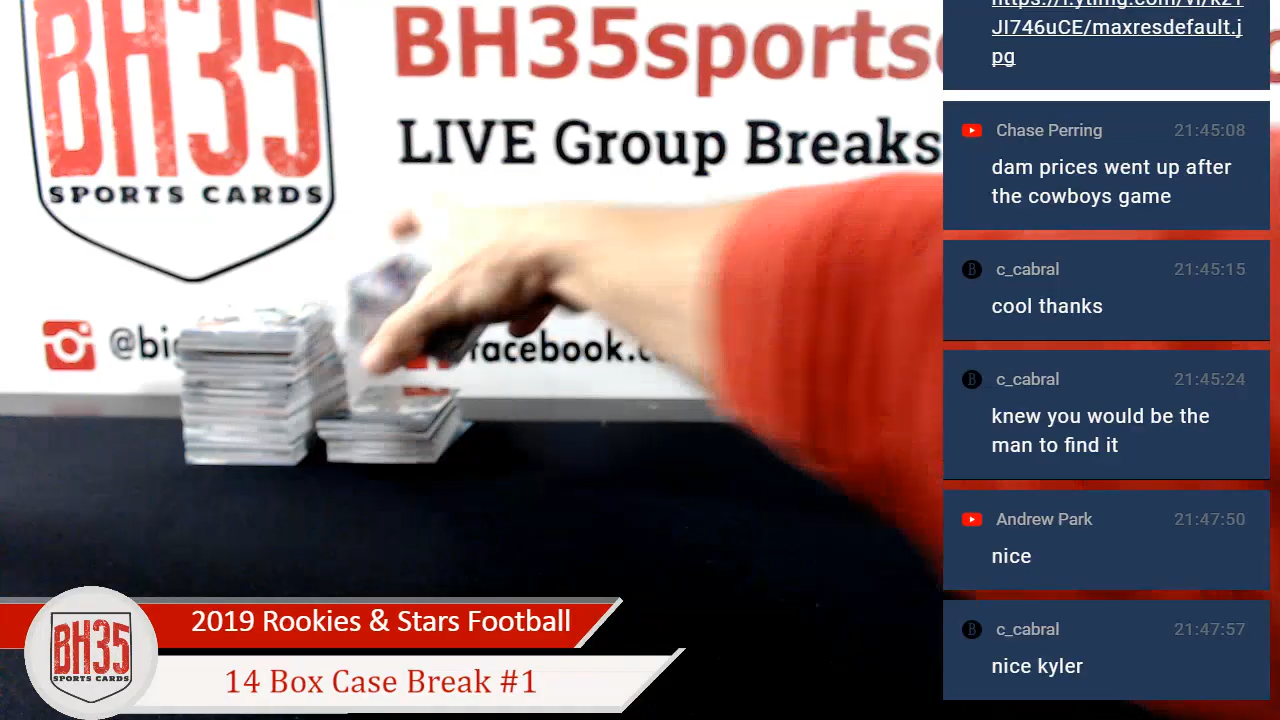 BH35
SPORTS CARDS
BH35sports
LIVE Group Breaks
facebook.c
2019 Rookies & Stars Football
14 Box Case Break #1
BH35
SPORTS CARDS
JI746uCE/maxresdefault.j
pg
Chase Perring 21:45:08
dam prices went up after
the cowboys game
c_cabral 21:45:15
cool thanks
c_cabral 21:45:24
knew you would be the
man to find it
Andrew Park 21:47:50
nice
c_cabral 21:47:57
nice kyler